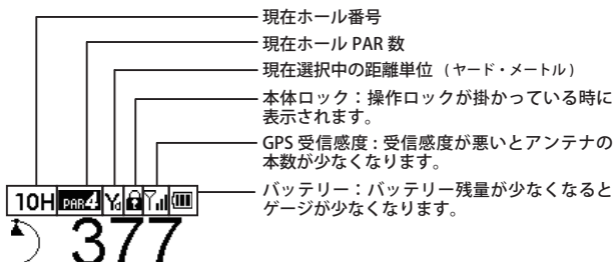 現在ホール番号
現在ホール PAR 数
現在選択中の距離単位 (ヤード・メートル)
本体ロック:操作ロックが掛かっている時に
表示されます。
GPS 受信感度:受信感度が悪いとアンテナの
本数が少なくなります。
バッテリー:バッテリー残量が少なくなると
ゲージが少なくなります。
10H PAR4 Yd
377